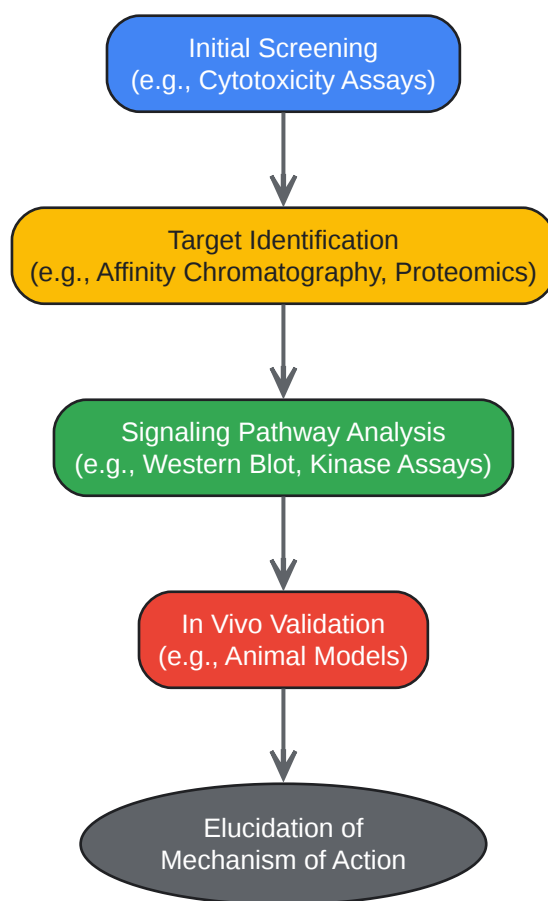 Initial Screening
(e.g., Cytotoxicity Assays)
Target Identification
(e.g., Affinity Chromatography, Proteomics)
Signaling Pathway Analysis
(e.g., Western Blot, Kinase Assays)
In Vivo Validation
(e.g., Animal Models)
Elucidation of
Mechanism of Action